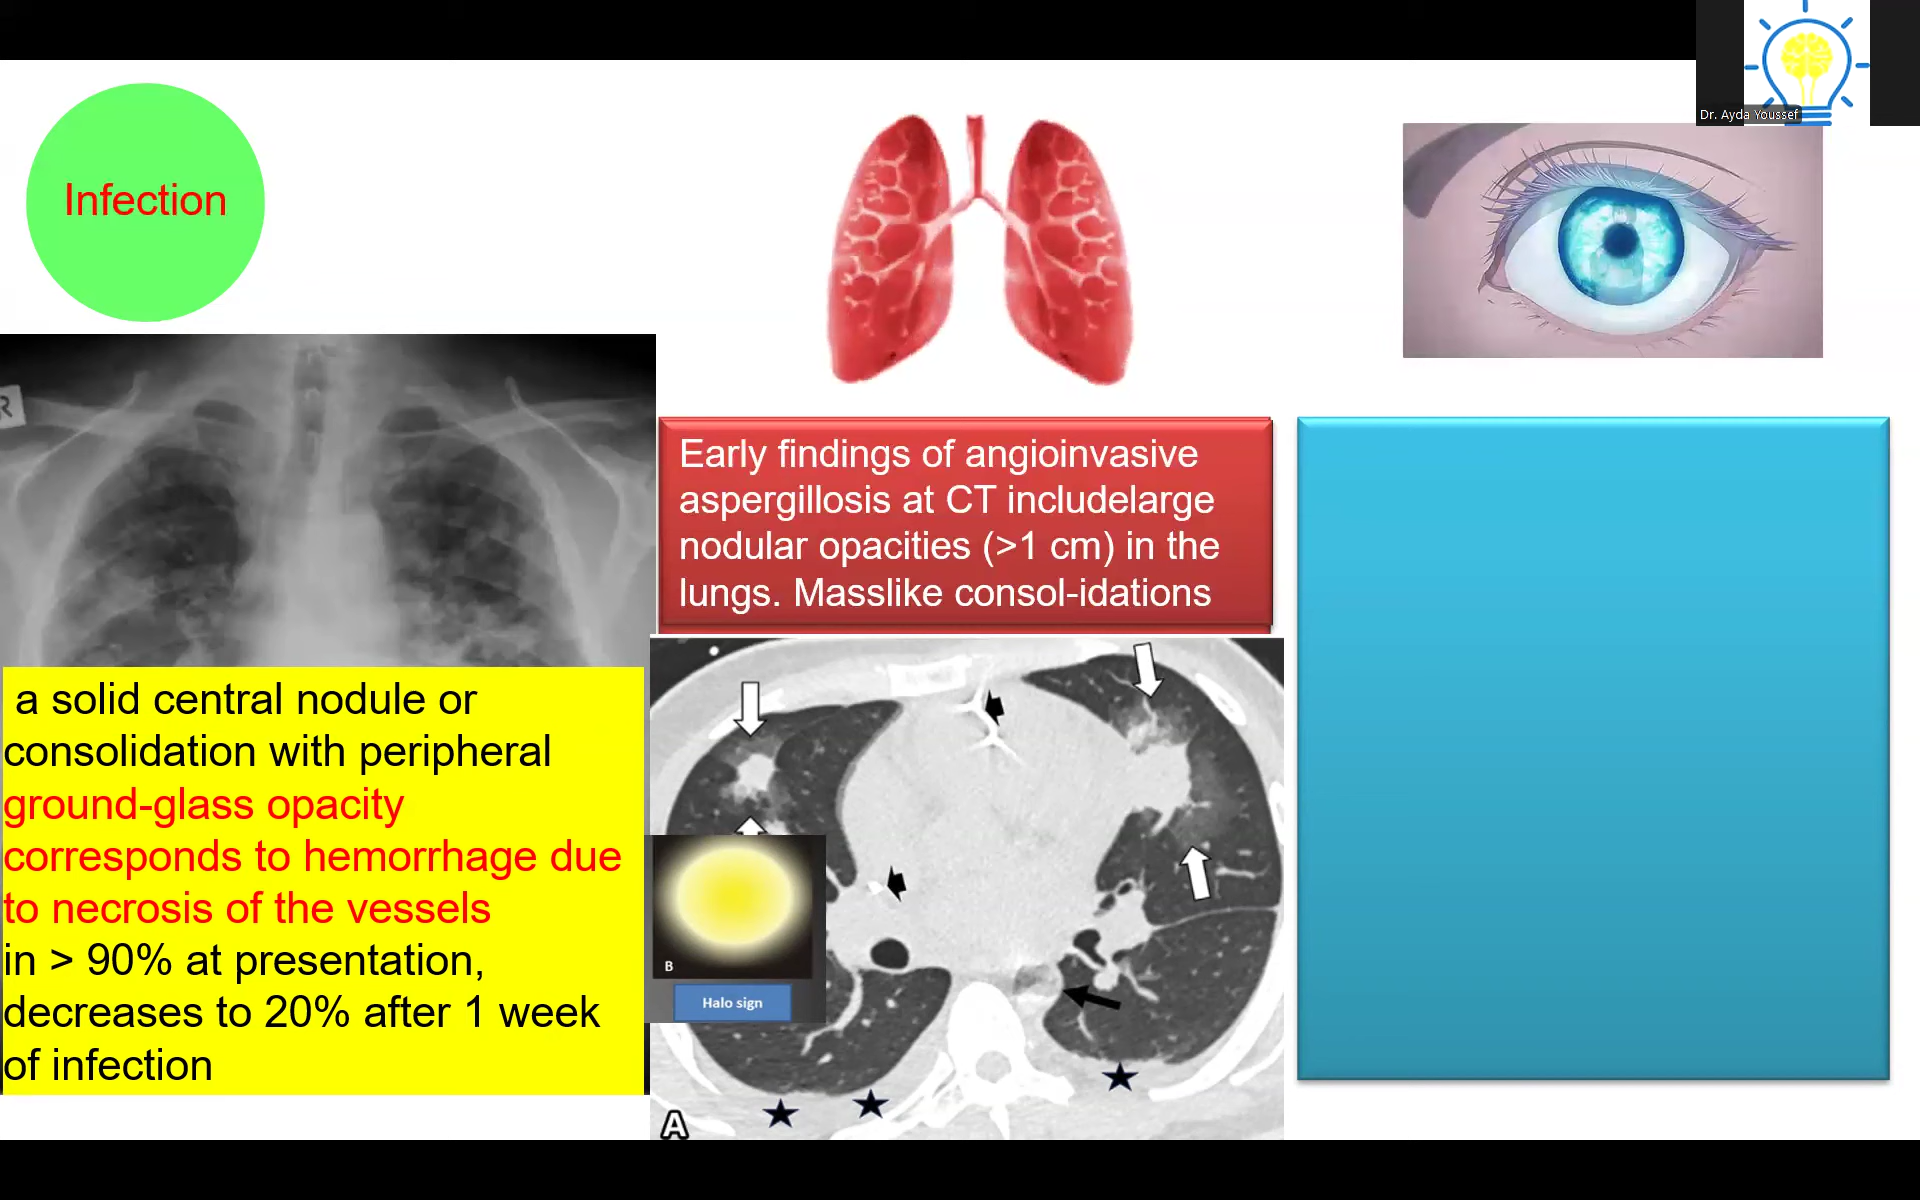 Dr. Ayda Youssef
Infection
R
Early findings of angioinvasive
aspergillosis at CT includelarge
nodular opacities (>1 cm) in the
lungs. Masslike consol-idations
a solid central nodule or
consolidation with peripheral
ground-glass opacity
corresponds to hemorrhage due
to necrosis of the vessels
in > 90% at presentation,
decreases to 20% after 1 week
of infection
B
Halo sign
A